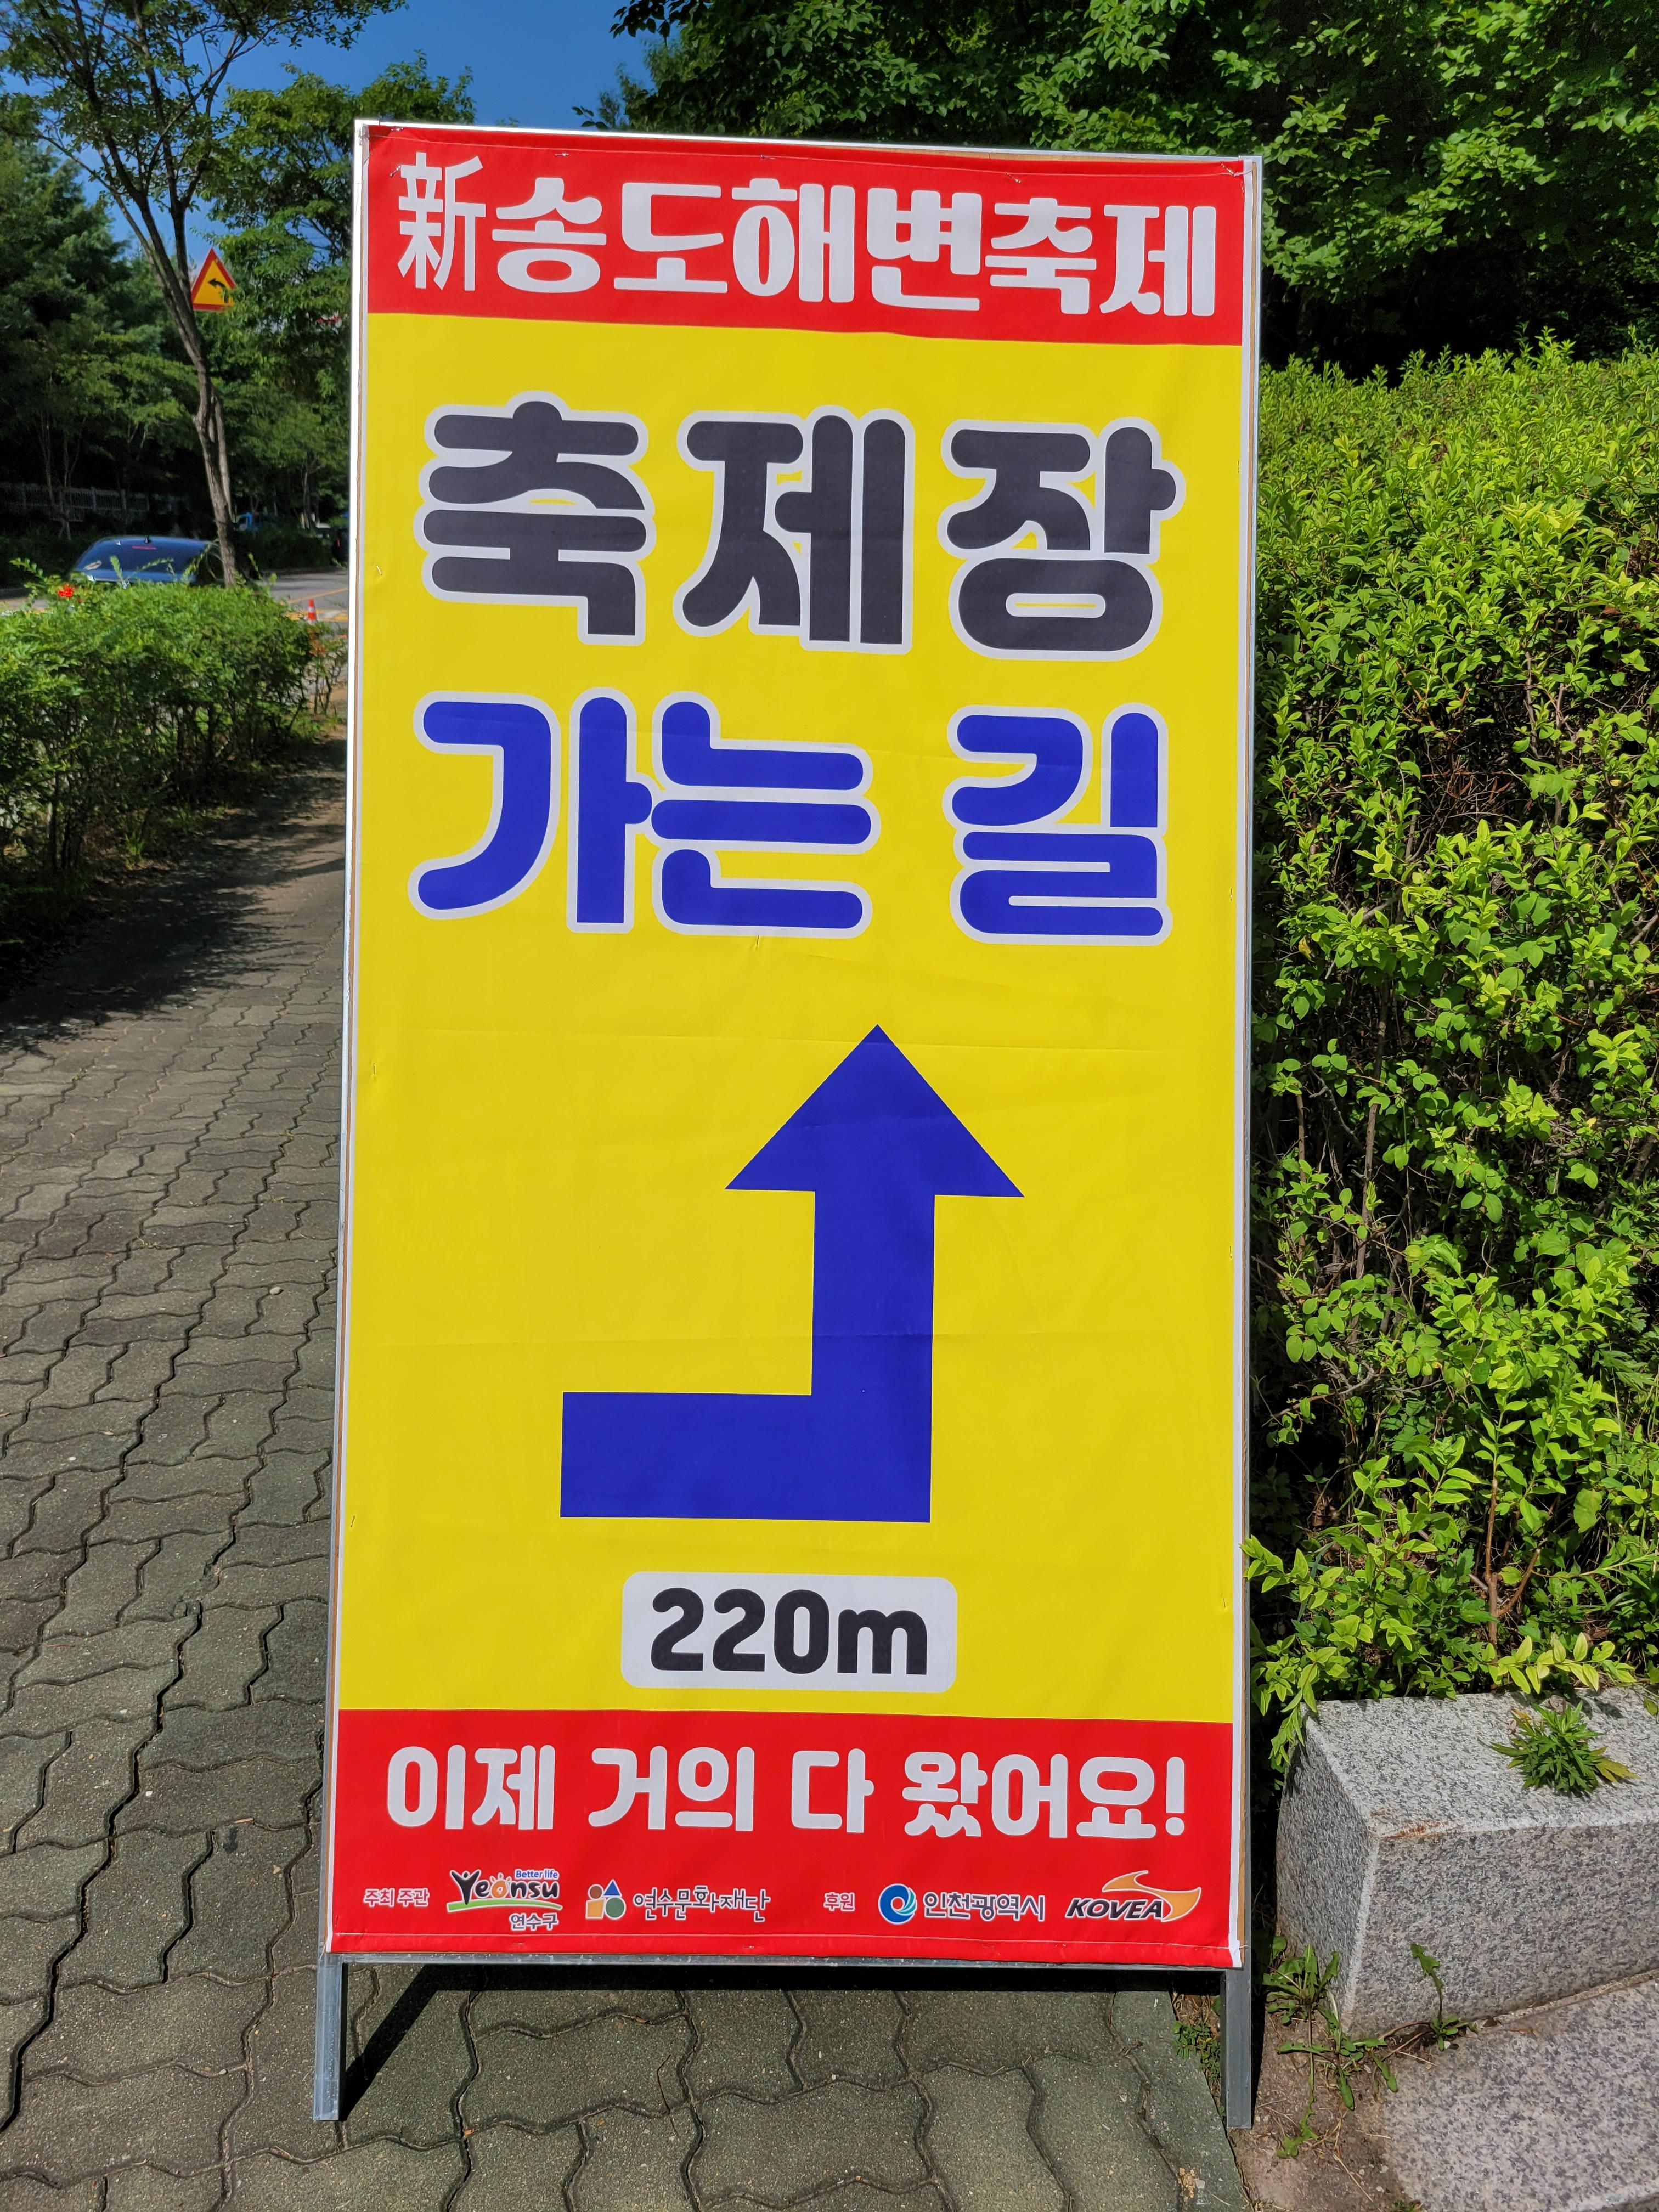 新송도해변축제
축제장
가는 길
220m
이제 거의 다 왔어요!
주최 주관 Better life Yeonsu 연수구 연수문화재단 후원 인천광역시 KOVEA